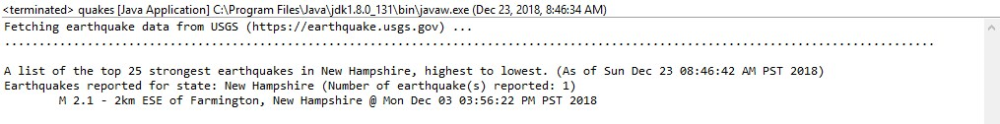 <terminated> quakes [Java Application] C:\Program Files\Java\jdk1.8.0_131\bin\javaw.exe (Dec 23, 2018, 8:46:34 AM)
Fetching earthquake data from USGS (https://earthquake.usgs.gov) ...
.........................................................................................................................................
A list of the top 25 strongest earthquakes in New Hampshire, highest to lowest. (As of Sun Dec 23 08:46:42 AM PST 2018)
Earthquakes reported for state: New Hampshire (Number of earthquake(s) reported: 1)
M 2.1 - 2km ESE of Farmington, New Hampshire @ Mon Dec 03 03:56:22 PM PST 2018